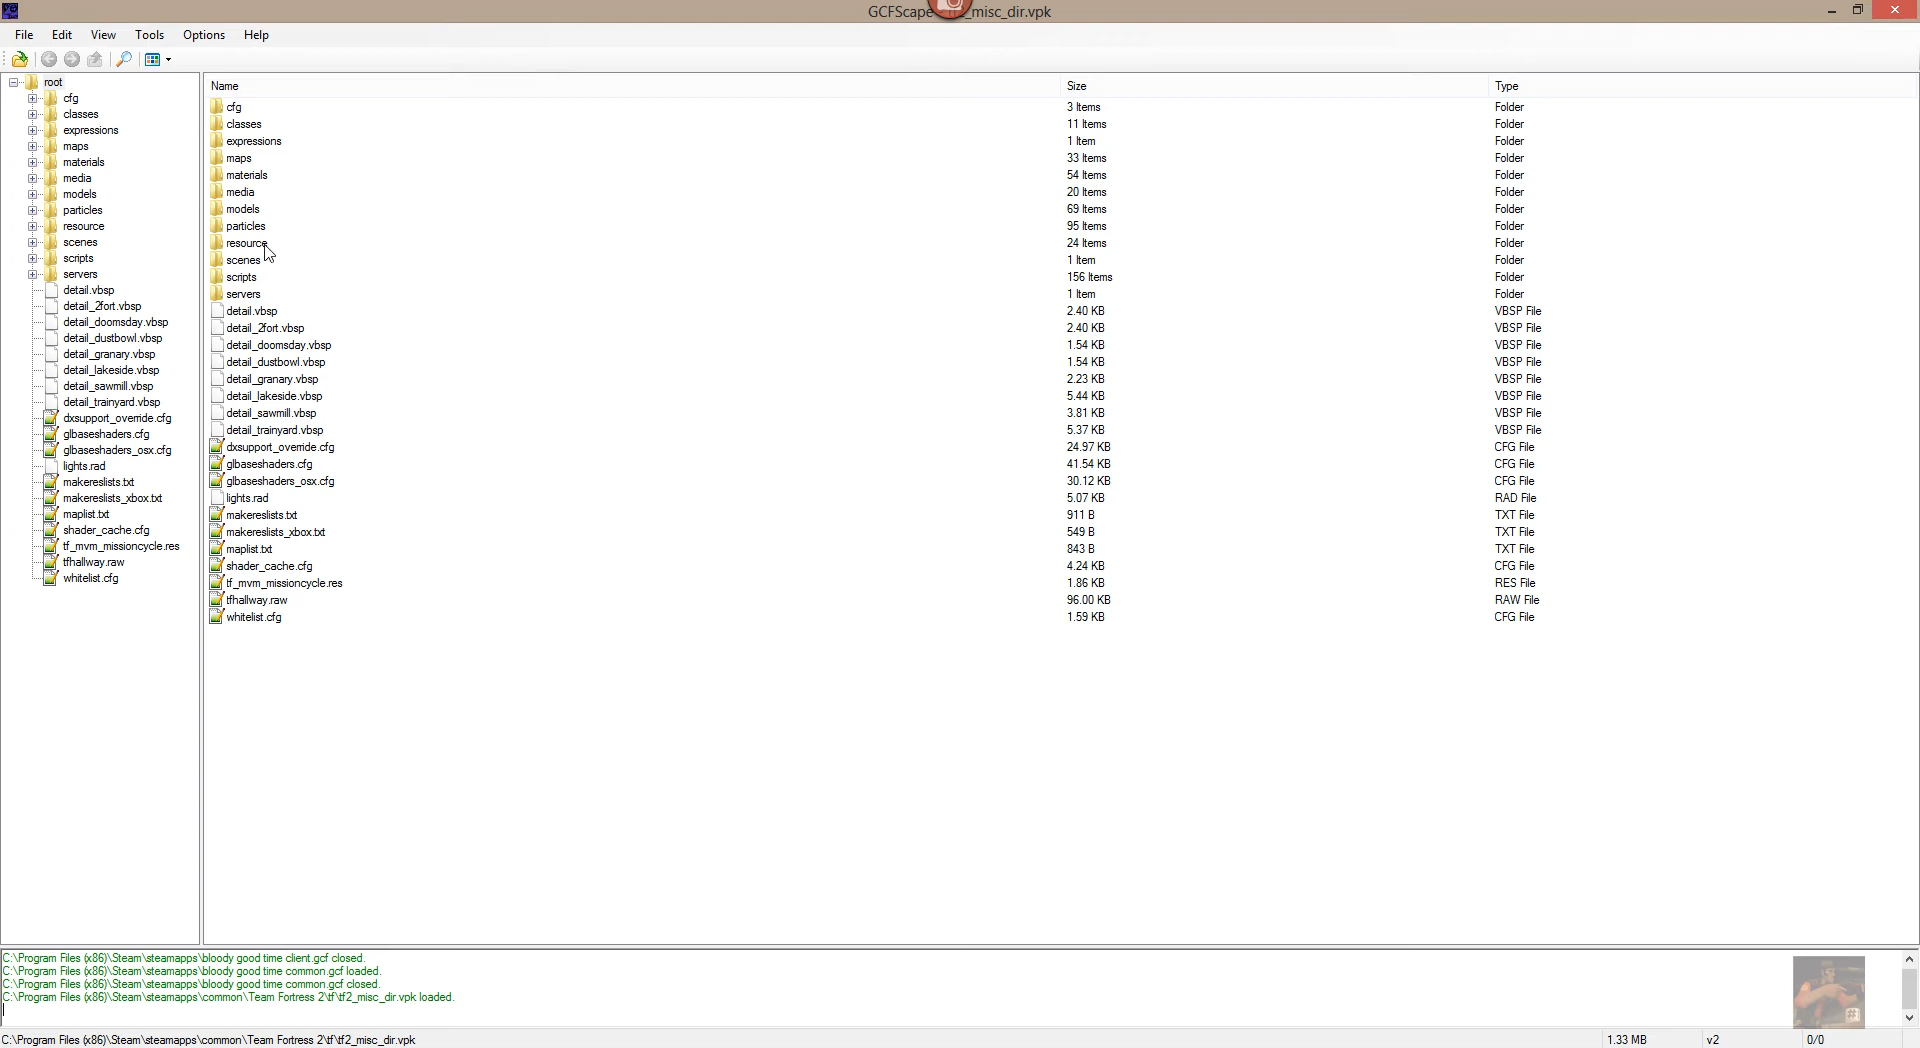 GCFScape - tf2_misc_dir.vpk
File Edit View Tools Options Help
root
cfg
classes
expressions
maps
materials
media
models
particles
resource
scenes
scripts
servers
detail.vbsp
detail_2fort.vbsp
detail_doomsday.vbsp
detail_dustbowl.vbsp
detail_granary.vbsp
detail_lakeside.vbsp
detail_sawmill.vbsp
detail_trainyard.vbsp
dxsupport_override.cfg
glbaseshaders.cfg
glbaseshaders_osx.cfg
lights.rad
makereslists.txt
makereslists_xbox.txt
maplist.txt
shader_cache.cfg
tf_mvm_missioncycle.res
tfhallway.raw
whitelist.cfg
Name Size Type
cfg 3 Items Folder
classes 11 Items Folder
expressions 1 Item Folder
maps 33 Items Folder
materials 54 Items Folder
media 20 Items Folder
models 69 Items Folder
particles 95 Items Folder
resource 24 Items Folder
scenes 1 Item Folder
scripts 156 Items Folder
servers 1 Item Folder
detail.vbsp 2.40 KB VBSP File
detail_2fort.vbsp 2.40 KB VBSP File
detail_doomsday.vbsp 1.54 KB VBSP File
detail_dustbowl.vbsp 1.54 KB VBSP File
detail_granary.vbsp 2.23 KB VBSP File
detail_lakeside.vbsp 5.44 KB VBSP File
detail_sawmill.vbsp 3.81 KB VBSP File
detail_trainyard.vbsp 5.37 KB VBSP File
dxsupport_override.cfg 24.97 KB CFG File
glbaseshaders.cfg 41.54 KB CFG File
glbaseshaders_osx.cfg 30.12 KB CFG File
lights.rad 5.07 KB RAD File
makereslists.txt 911 B TXT File
makereslists_xbox.txt 549 B TXT File
maplist.txt 843 B TXT File
shader_cache.cfg 4.24 KB CFG File
tf_mvm_missioncycle.res 1.86 KB RES File
tfhallway.raw 96.00 KB RAW File
whitelist.cfg 1.59 KB CFG File
C:\Program Files (x86)\Steam\steamapps\bloody good time client.gcf closed.
C:\Program Files (x86)\Steam\steamapps\bloody good time common.gcf loaded.
C:\Program Files (x86)\Steam\steamapps\bloody good time common.gcf closed.
C:\Program Files (x86)\Steam\steamapps\common\Team Fortress 2\tf\tf2_misc_dir.vpk loaded.
C:\Program Files (x86)\Steam\steamapps\common\Team Fortress 2\tf\tf2_misc_dir.vpk 1.33 MB v2 0/0